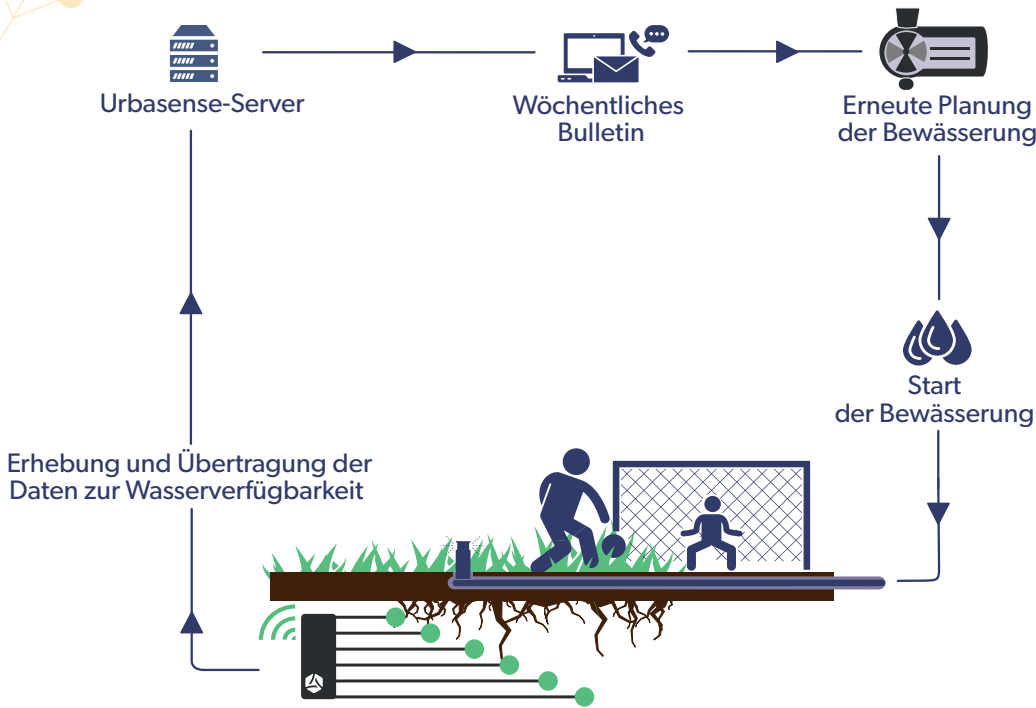 Urbasense-Server
Wöchentliches
Bulletin
Erneute Planung
der Bewässerung
Start
der Bewässerung
Erhebung und Übertragung der
Daten zur Wasserverfügbarkeit